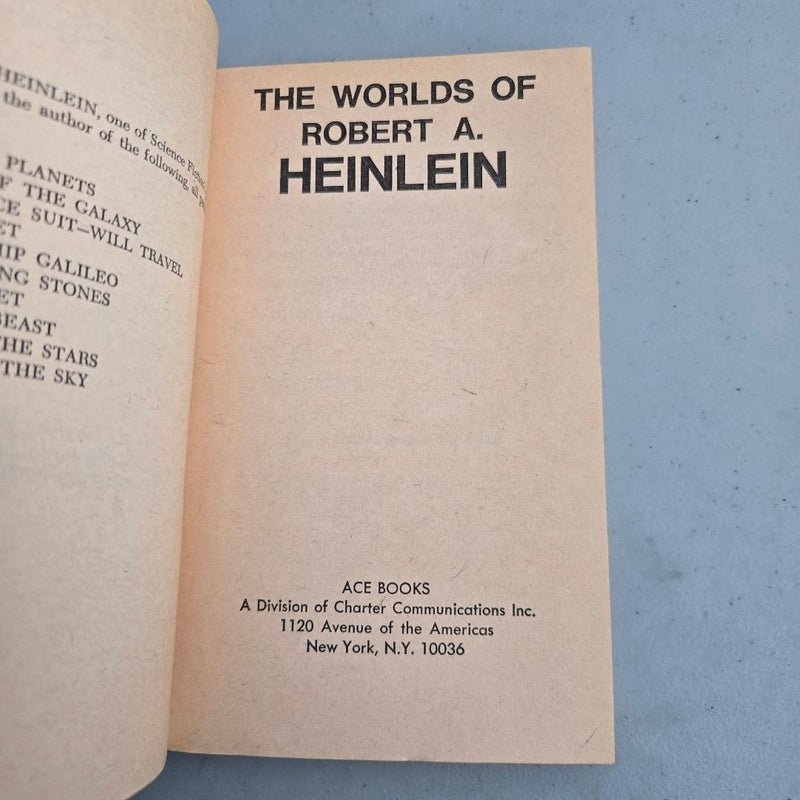 HEINLEIN, one of Science Fiction
the author of the following, all
PLANETS
F THE GALAXY
CE SUIT—WILL TRAVEL
ET
HIP GALILEO
NG STONES
ET
BEAST
THE STARS
THE SKY
THE WORLDS OF
ROBERT A.
HEINLEIN
ACE BOOKS
A Division of Charter Communications Inc.
1120 Avenue of the Americas
New York, N.Y. 10036